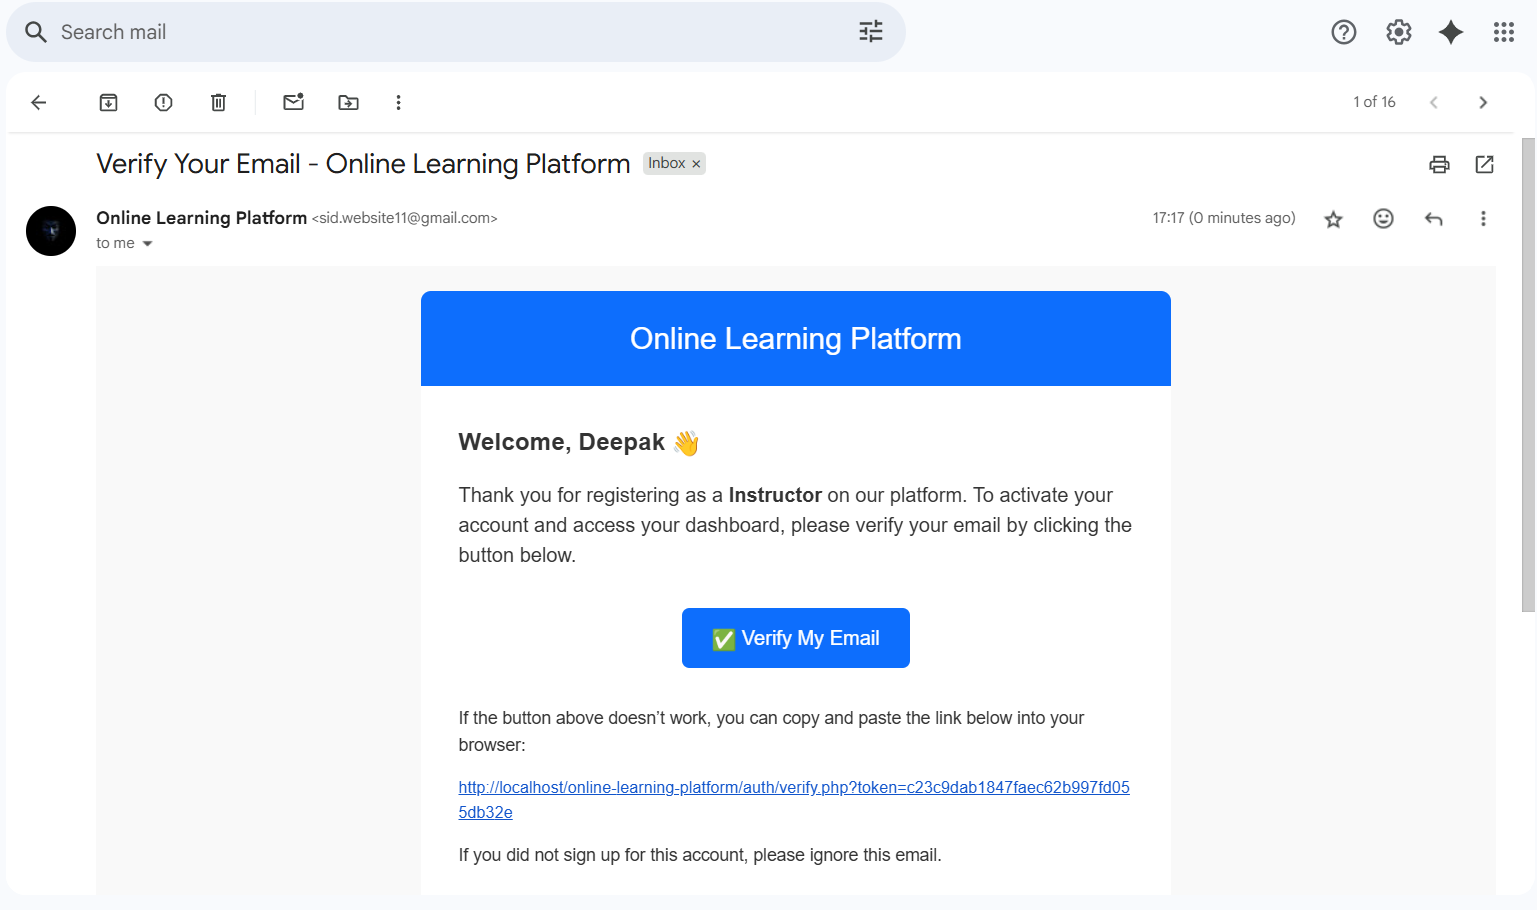 Search mail
1 of 16
Verify Your Email - Online Learning Platform Inbox ×
Online Learning Platform <sid.website11@gmail.com> 17:17 (0 minutes ago)
to me
Online Learning Platform
Welcome, Deepak 👋
Thank you for registering as a Instructor on our platform. To activate your
account and access your dashboard, please verify your email by clicking the
button below.
✅ Verify My Email
If the button above doesn’t work, you can copy and paste the link below into your
browser:
http://localhost/online-learning-platform/auth/verify.php?token=c23c9dab1847faec62b997fd05
5db32e
If you did not sign up for this account, please ignore this email.